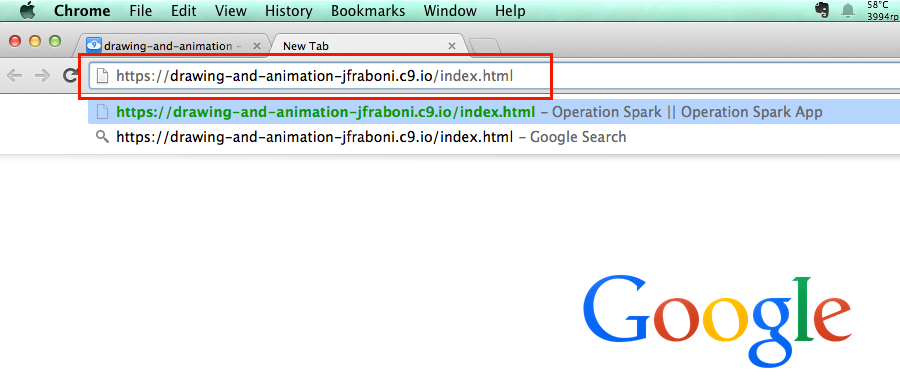 Chrome File Edit View History Bookmarks Window Help 58°C
3994rp
drawing-and-animation – New Tab
https://drawing-and-animation-jfraboni.c9.io/index.html
https://drawing-and-animation-jfraboni.c9.io/index.html – Operation Spark || Operation Spark App
https://drawing-and-animation-jfraboni.c9.io/index.html – Google Search
Google